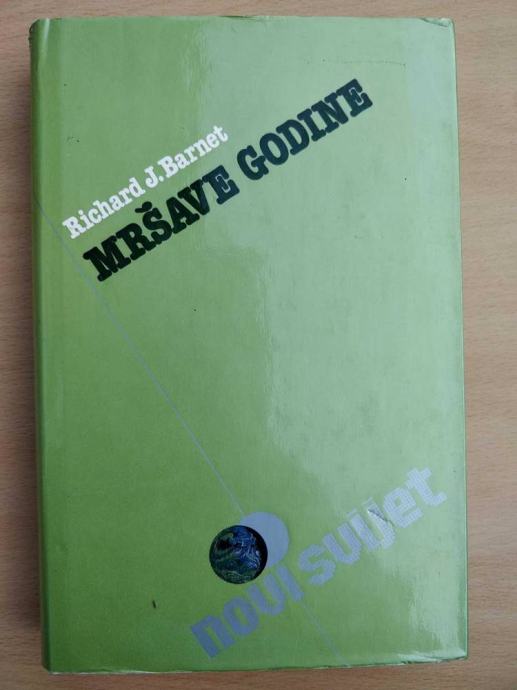 Richard J. Barnet
MRŠAVE GODINE
novi svijet